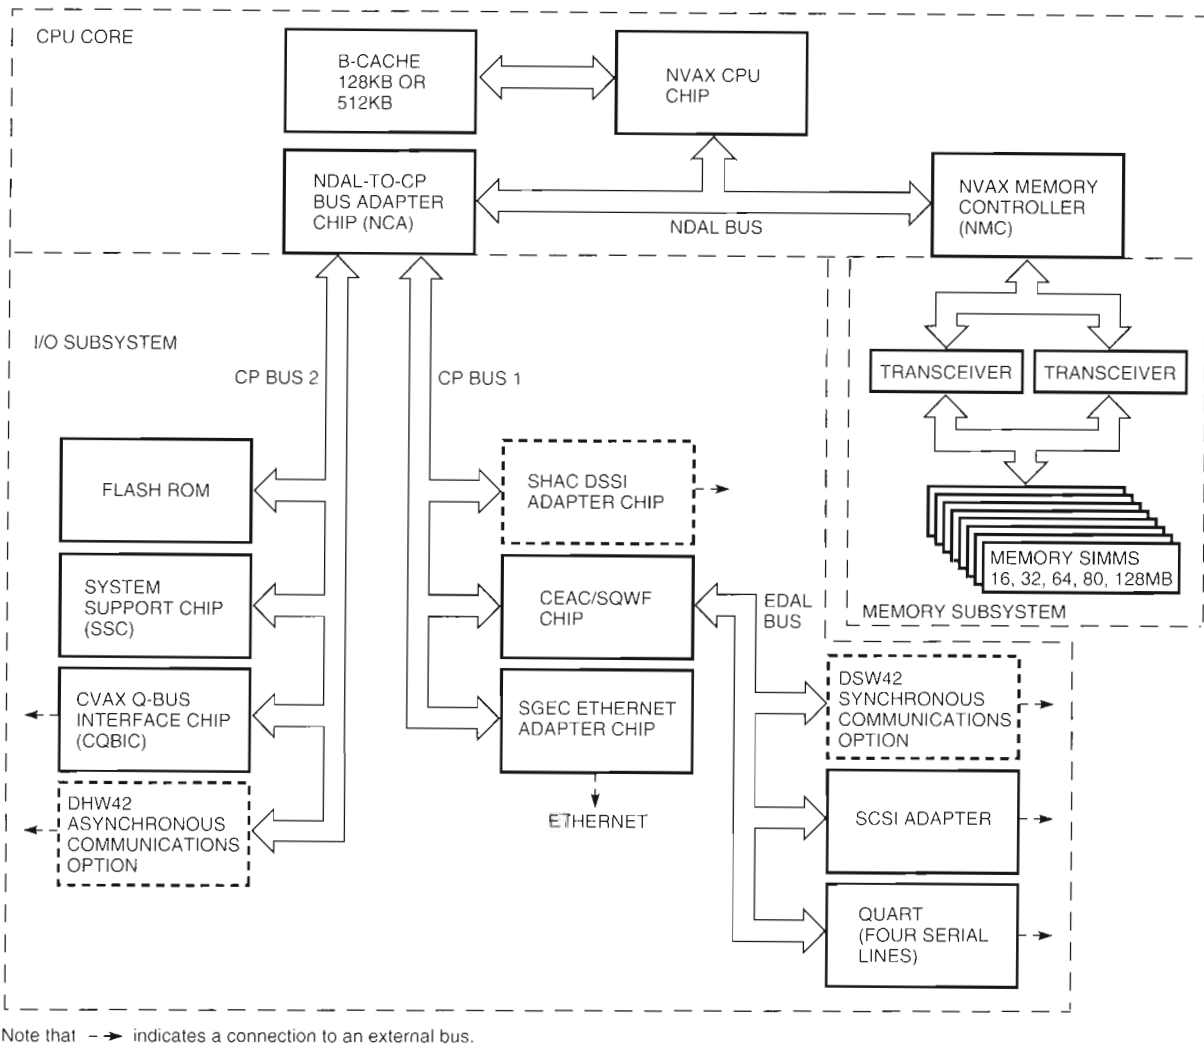 CPU CORE
B-CACHE
128KB OR
512KB
NVAX CPU
CHIP
NDAL-TO-CP
BUS ADAPTER
CHIP (NCA)
NVAX MEMORY
CONTROLLER
(NMC)
NDAL BUS
I/O SUBSYSTEM
CP BUS 2
CP BUS 1
TRANSCEIVER
TRANSCEIVER
FLASH ROM
SHAC DSSI
ADAPTER CHIP
MEMORY SIMMS
16, 32, 64, 80, 128MB
MEMORY SUBSYSTEM
SYSTEM
SUPPORT CHIP
(SSC)
CEAC/SQWF
CHIP
EDAL
BUS
CVAX Q-BUS
INTERFACE CHIP
(CQBIC)
SGEC ETHERNET
ADAPTER CHIP
DSW42
SYNCHRONOUS
COMMUNICATIONS
OPTION
DHW42
ASYNCHRONOUS
COMMUNICATIONS
OPTION
ETHERNET
SCSI ADAPTER
QUART
(FOUR SERIAL
LINES)
Note that --> indicates a connection to an external bus.